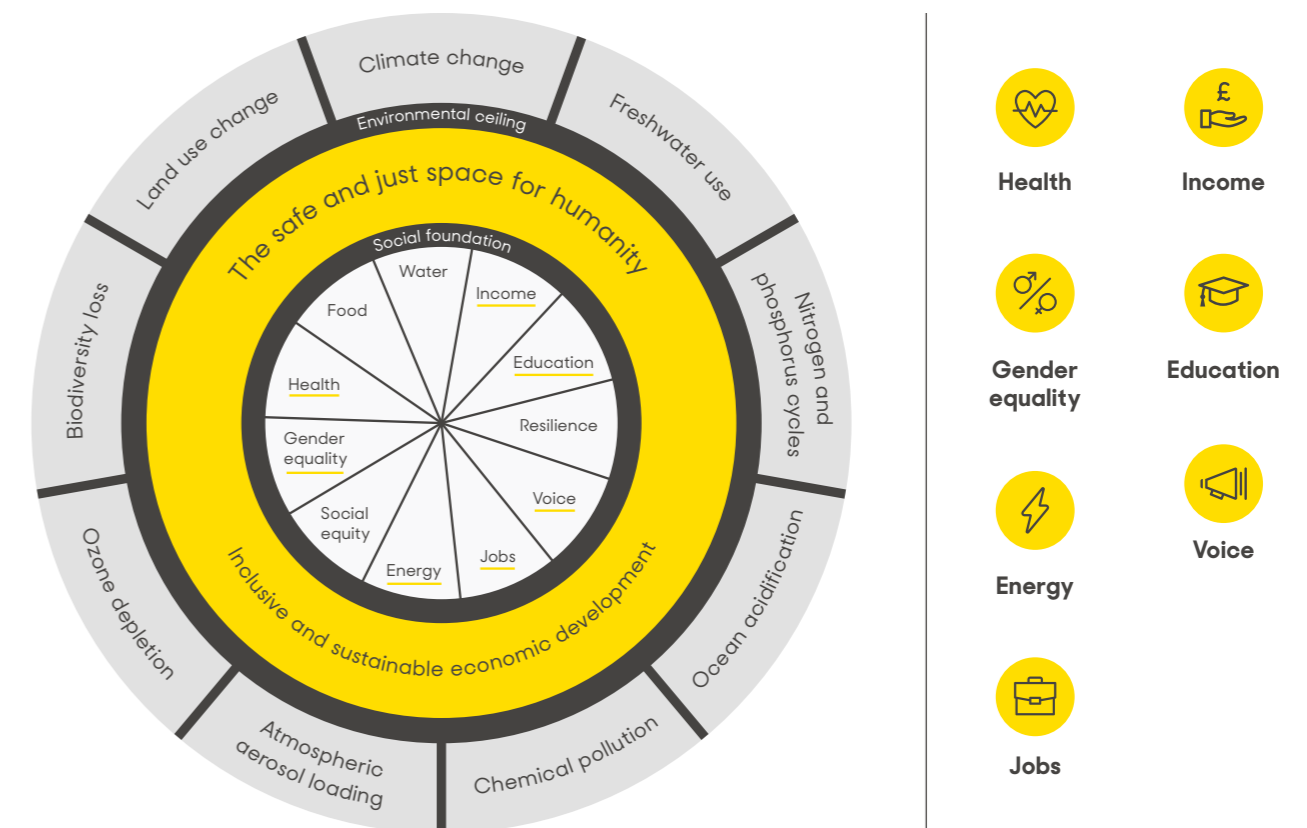 Climate change
Freshwater use
Nitrogen and
phosphorus cycles
Ocean acidification
Chemical pollution
Atmospheric
aerosol loading
Ozone depletion
Biodiversity loss
Land use change
Environmental ceiling
The safe and just space for humanity
Inclusive and sustainable economic development
Social foundation
Water
Income
Education
Resilience
Voice
Jobs
Energy
Social
equity
Gender
equality
Health
Food
£
Health
Income
Gender
equality
Education
Energy
Voice
Jobs